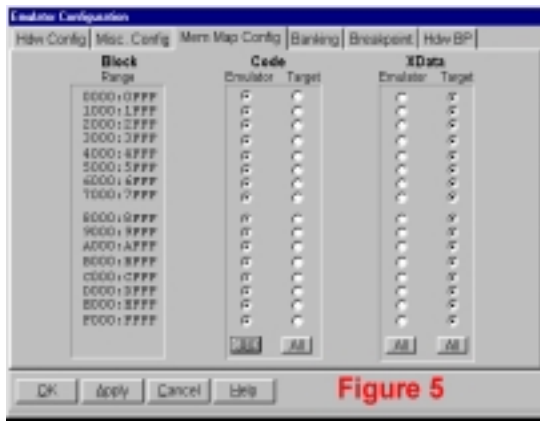 Emulator Configuration
Hdw Config Misc. Config Mem Map Config Banking Breakpoint Hdw BP
Block Code XData
Range Emulator Target Emulator Target
0000:0FFF
1000:1FFF
2000:2FFF
3000:3FFF
4000:4FFF
5000:5FFF
6000:6FFF
7000:7FFF
8000:8FFF
9000:9FFF
A000:AFFF
B000:BFFF
C000:CFFF
D000:DFFF
E000:EFFF
F000:FFFF
All All All All
OK Apply Cancel Help Figure 5